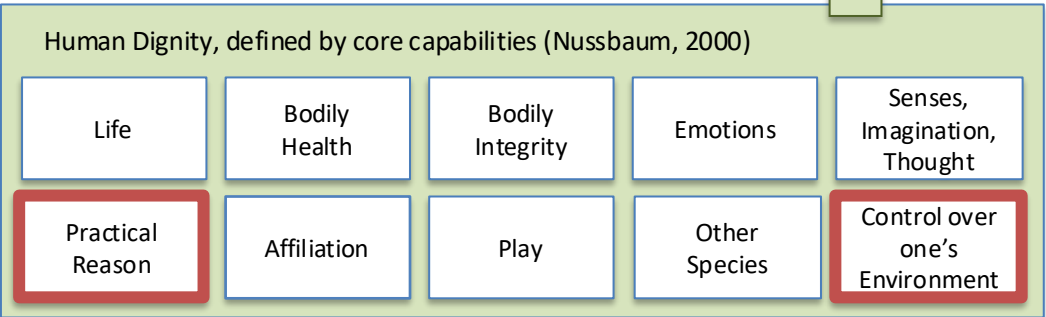 Human Dignity, defined by core capabilities (Nussbaum, 2000)
Life
Bodily
Health
Bodily
Integrity
Emotions
Senses,
Imagination,
Thought
Practical
Reason
Affiliation
Play
Other
Species
Control over
one’s
Environment